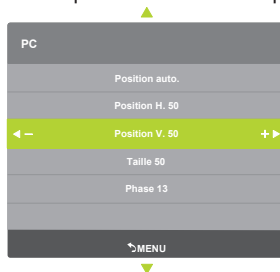 PC
Position auto.
Position H. 50
− Position V. 50 +
Taille 50
Phase 13
MENU